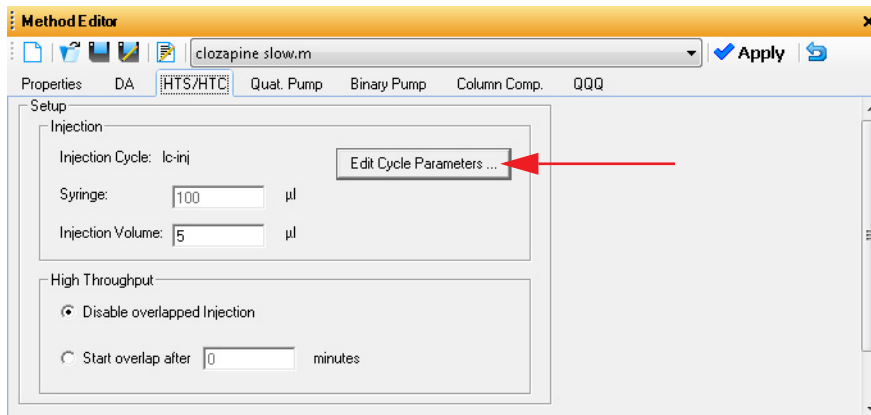 Method Editor
clozapine slow.m
Apply
Properties DA HTS/HTC Quat. Pump Binary Pump Column Comp. QQQ
Setup
Injection
Injection Cycle: lc-inj
Edit Cycle Parameters ...
Syringe: 100 µl
Injection Volume: 5 µl
High Throughput
Disable overlapped Injection
Start overlap after 0 minutes